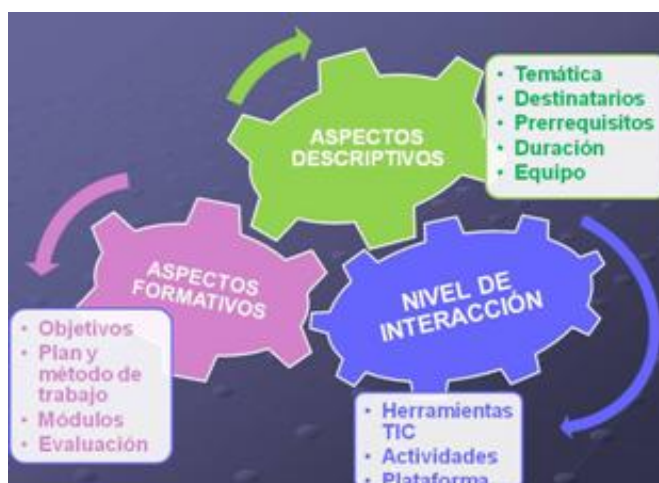 ASPECTOS
DESCRIPTIVOS
• Temática
• Destinatarios
• Prerrequisitos
• Duración
• Equipo
ASPECTOS
FORMATIVOS
• Objetivos
• Plan y
método de
trabajo
• Módulos
• Evaluación
NIVEL DE
INTERACCIÓN
• Herramientas
TIC
• Actividades
• Plataforma